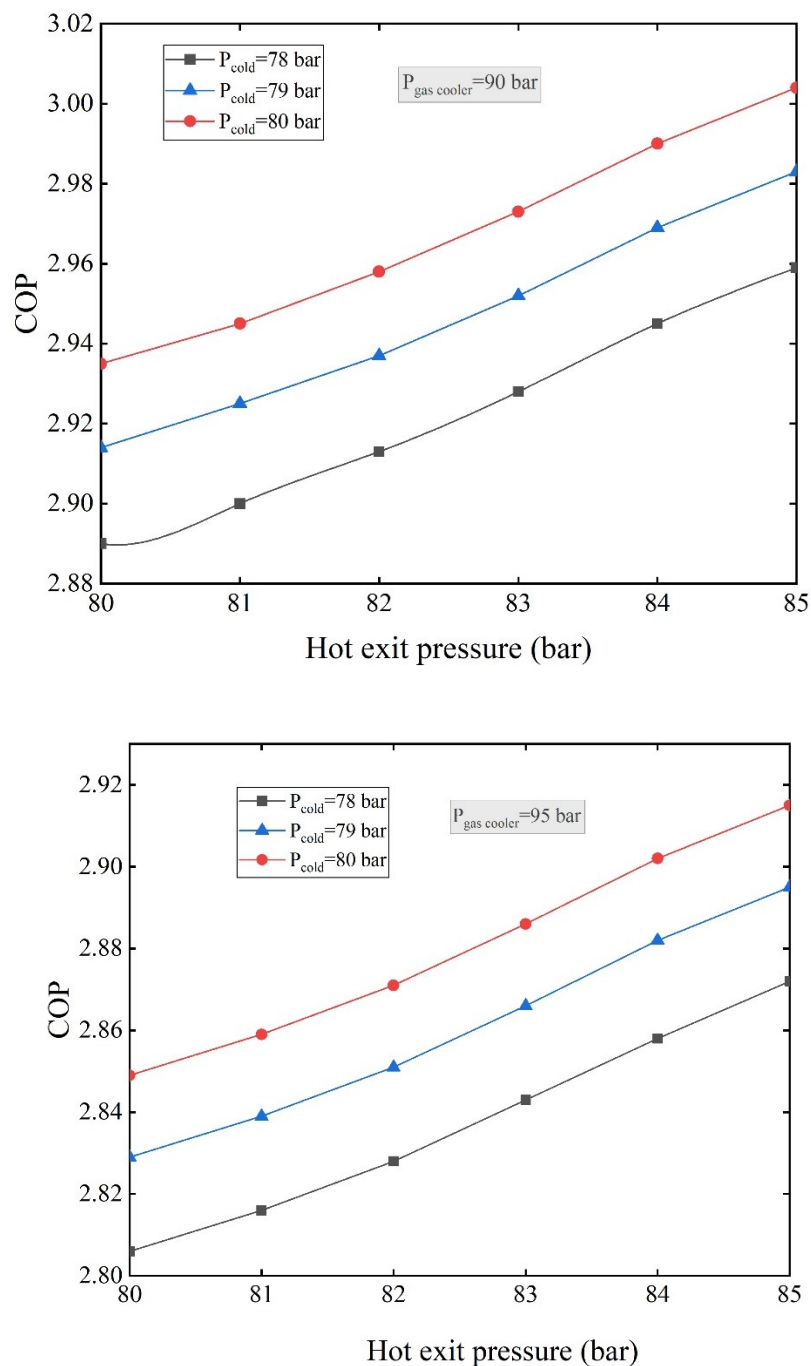 3.02
3.00
2.98
2.96
2.94
2.92
2.90
2.88
COP
P_cold=78 bar
P_cold=79 bar
P_cold=80 bar
P_gas cooler=90 bar
80 81 82 83 84 85
Hot exit pressure (bar)
2.92
2.90
2.88
2.86
2.84
2.82
2.80
COP
P_cold=78 bar
P_cold=79 bar
P_cold=80 bar
P_gas cooler=95 bar
80 81 82 83 84 85
Hot exit pressure (bar)